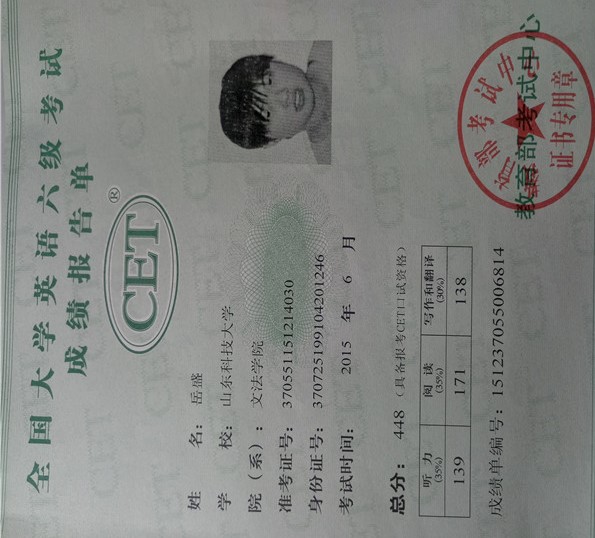 全国大学英语六级考试
成绩报告单
CET®
姓 名：岳盛
学 校：山东科技大学
院（系）：文法学院
准考证号：370551151214030
身份证号：370725199104201246
考试时间： 2015 年 6 月
总分： 448 （具备报考CET口试资格）
听 力 (35%) 阅 读 (35%) 写作和翻译 (30%)
139 171 138
成绩单编号：151237055006814
教育部考试中心
证书专用章